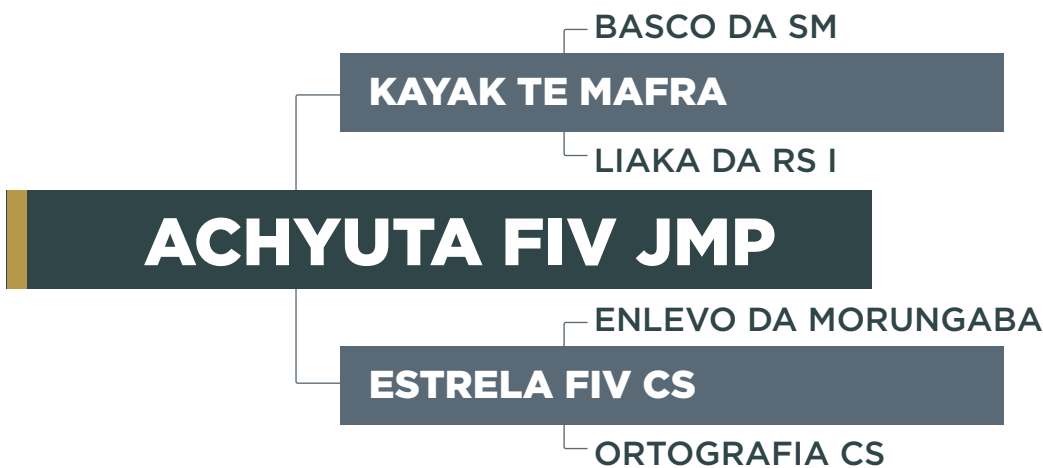 BASCO DA SM
KAYAK TE MAFRA
LIAKA DA RS I
ACHYUTA FIV JMP
ENLEVO DA MORUNGABA
ESTRELA FIV CS
ORTOGRAFIA CS